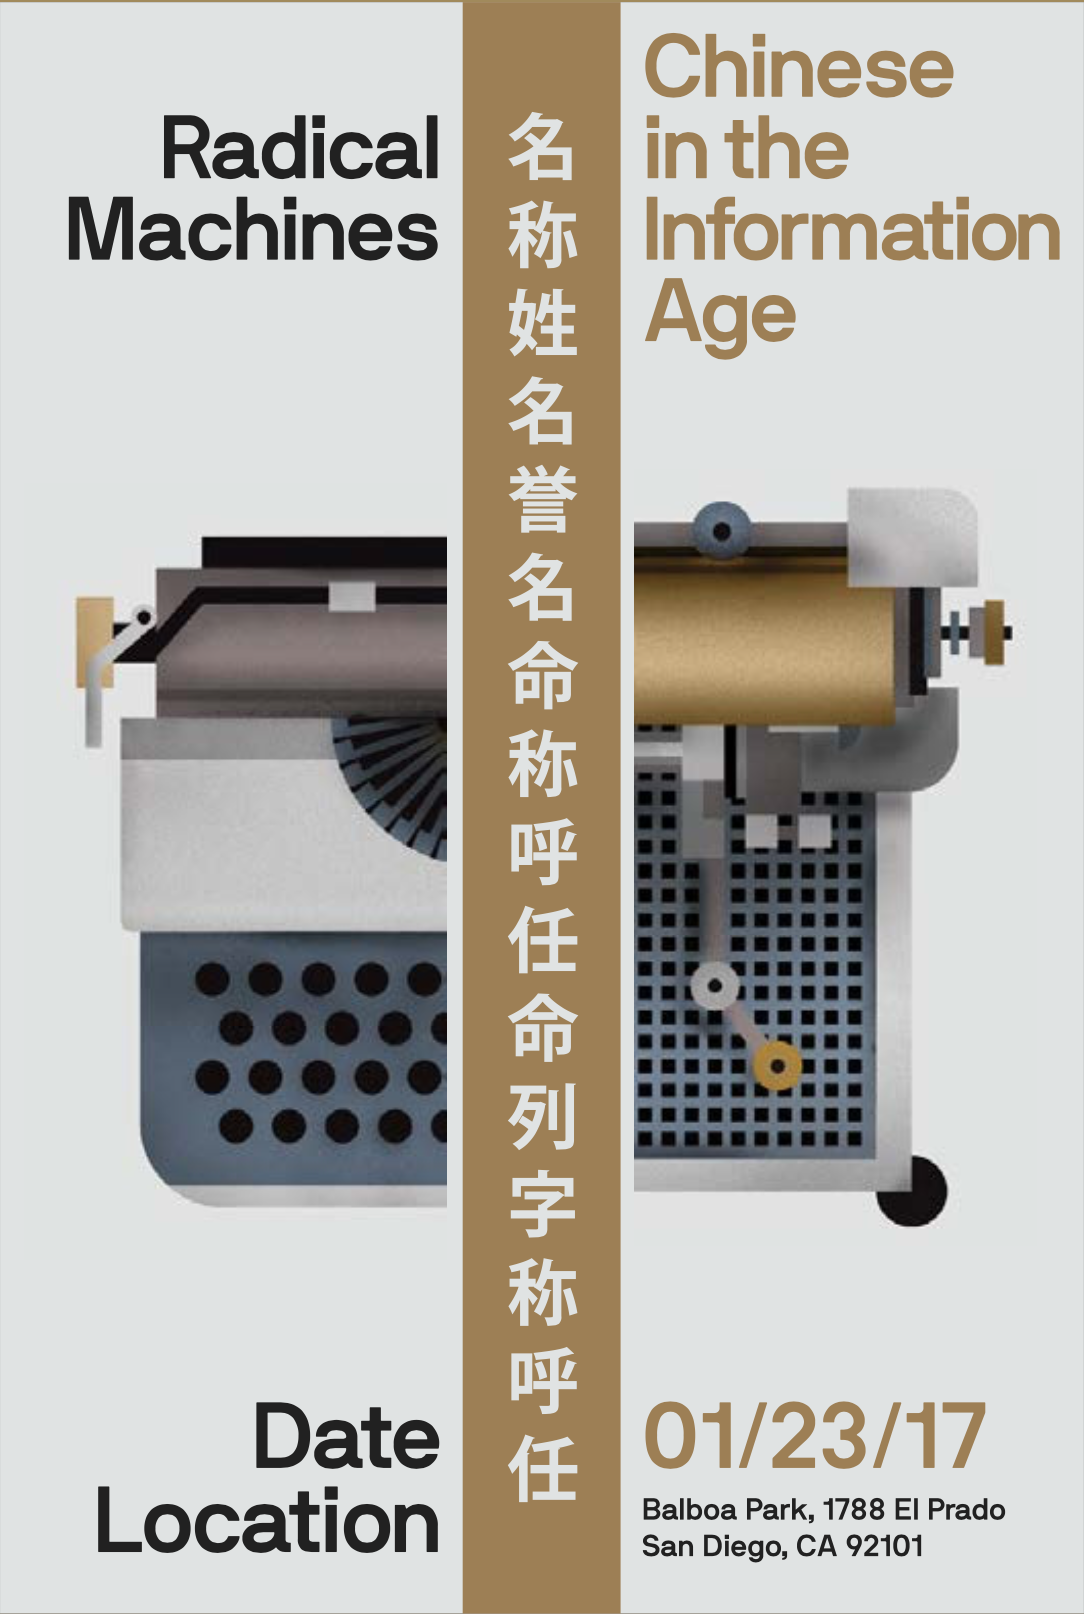 Radical
Machines
名称姓名誉名命称呼任命列字称呼任
Chinese
in the
Information
Age
Date
Location
01/23/17
Balboa Park, 1788 El Prado
San Diego, CA 92101